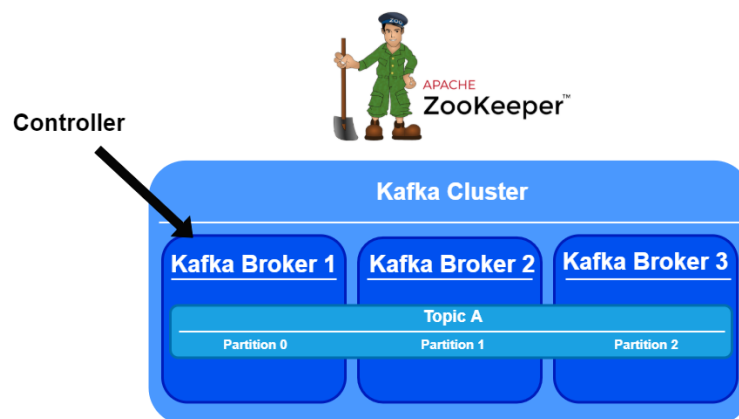 ZOO
APACHE
ZooKeeper™
Controller
Kafka Cluster
Kafka Broker 1
Kafka Broker 2
Kafka Broker 3
Topic A
Partition 0
Partition 1
Partition 2